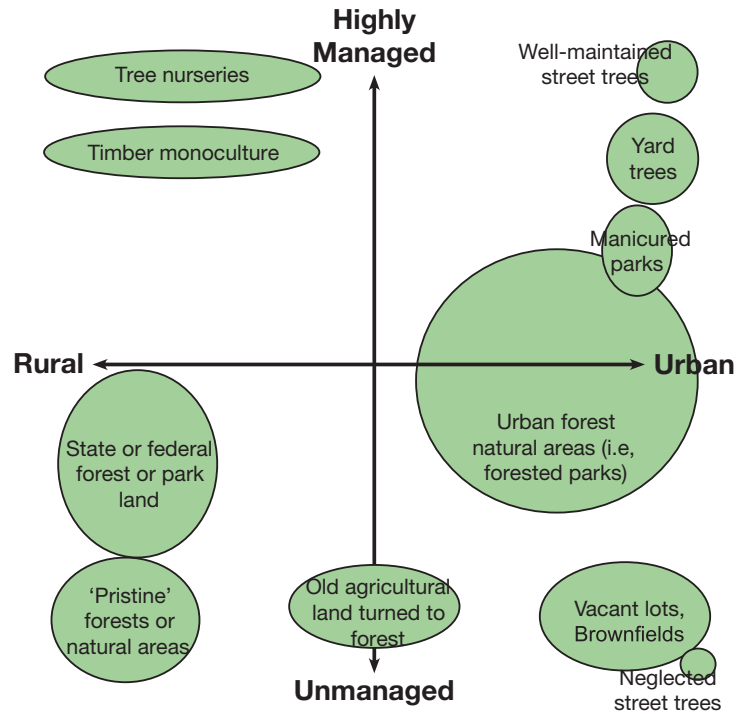 Highly
Managed
Tree nurseries
Well-maintained
street trees
Timber monoculture
Yard
trees
Manicured
parks
Rural
Urban
State or federal
forest or park
land
Urban forest
natural areas (i.e,
forested parks)
‘Pristine’
forests or
natural areas
Old agricultural
land turned to
forest
Vacant lots,
Brownfields
Unmanaged
Neglected
street trees